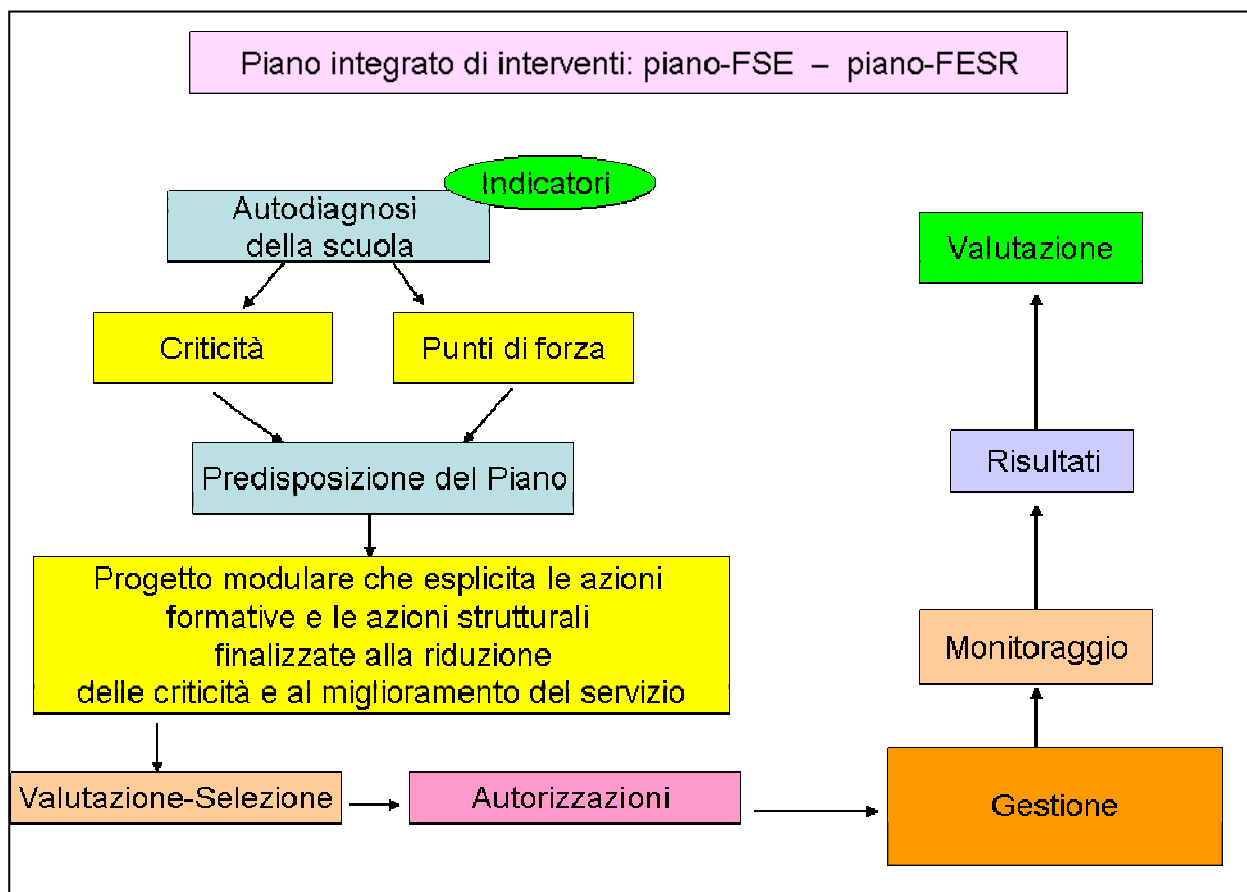 Piano integrato di interventi: piano-FSE – piano-FESR
Indicatori
Autodiagnosi
della scuola
Criticità
Punti di forza
Predisposizione del Piano
Progetto modulare che esplicita le azioni
formative e le azioni strutturali
finalizzate alla riduzione
delle criticità e al miglioramento del servizio
Valutazione-Selezione
Autorizzazioni
Gestione
Monitoraggio
Risultati
Valutazione